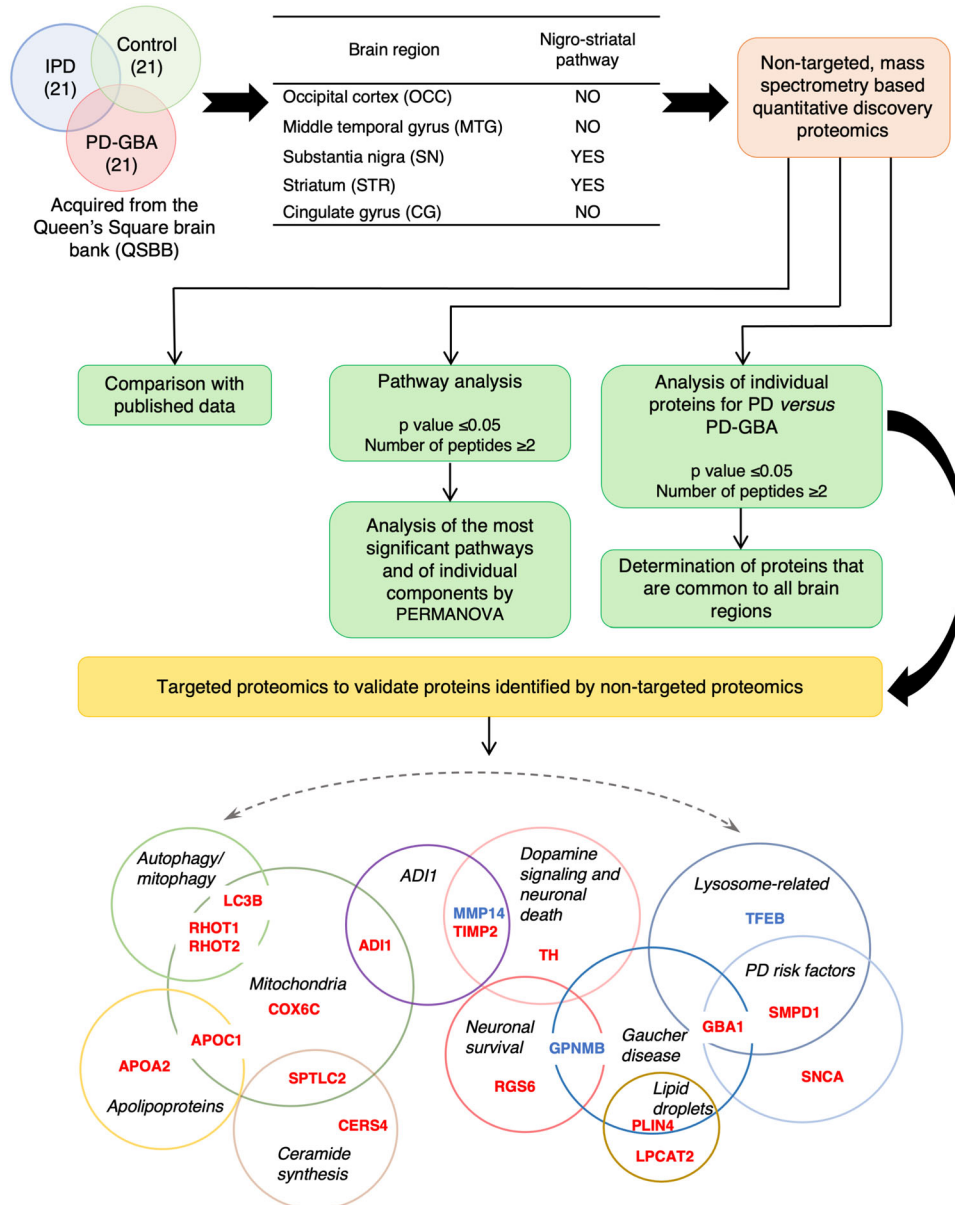 IPD
(21)
Control
(21)
PD-GBA
(21)
Acquired from the
Queen's Square brain
bank (QSBB)
Brain region
Nigro-striatal
pathway
Occipital cortex (OCC) NO
Middle temporal gyrus (MTG) NO
Substantia nigra (SN) YES
Striatum (STR) YES
Cingulate gyrus (CG) NO
Non-targeted, mass
spectrometry based
quantitative discovery
proteomics
Comparison with
published data
Pathway analysis
p value ≤0.05
Number of peptides ≥2
Analysis of individual
proteins for PD versus
PD-GBA
p value ≤0.05
Number of peptides ≥2
Analysis of the most
significant pathways
and of individual
components by
PERMANOVA
Determination of proteins that
are common to all brain
regions
Targeted proteomics to validate proteins identified by non-targeted proteomics
Autophagy/
mitophagy
LC3B
RHOT1
RHOT2
Mitochondria
COX6C
APOC1
APOA2
Apolipoproteins
SPTLC2
CERS4
Ceramide
synthesis
ADI1
ADI1
MMP14
TIMP2
Dopamine
signaling and
neuronal
death
TH
Neuronal
survival
RGS6
GPNMB
Gaucher
disease
Lipid
droplets
PLIN4
LPCAT2
Lysosome-related
TFEB
PD risk factors
SMPD1
GBA1
SNCA